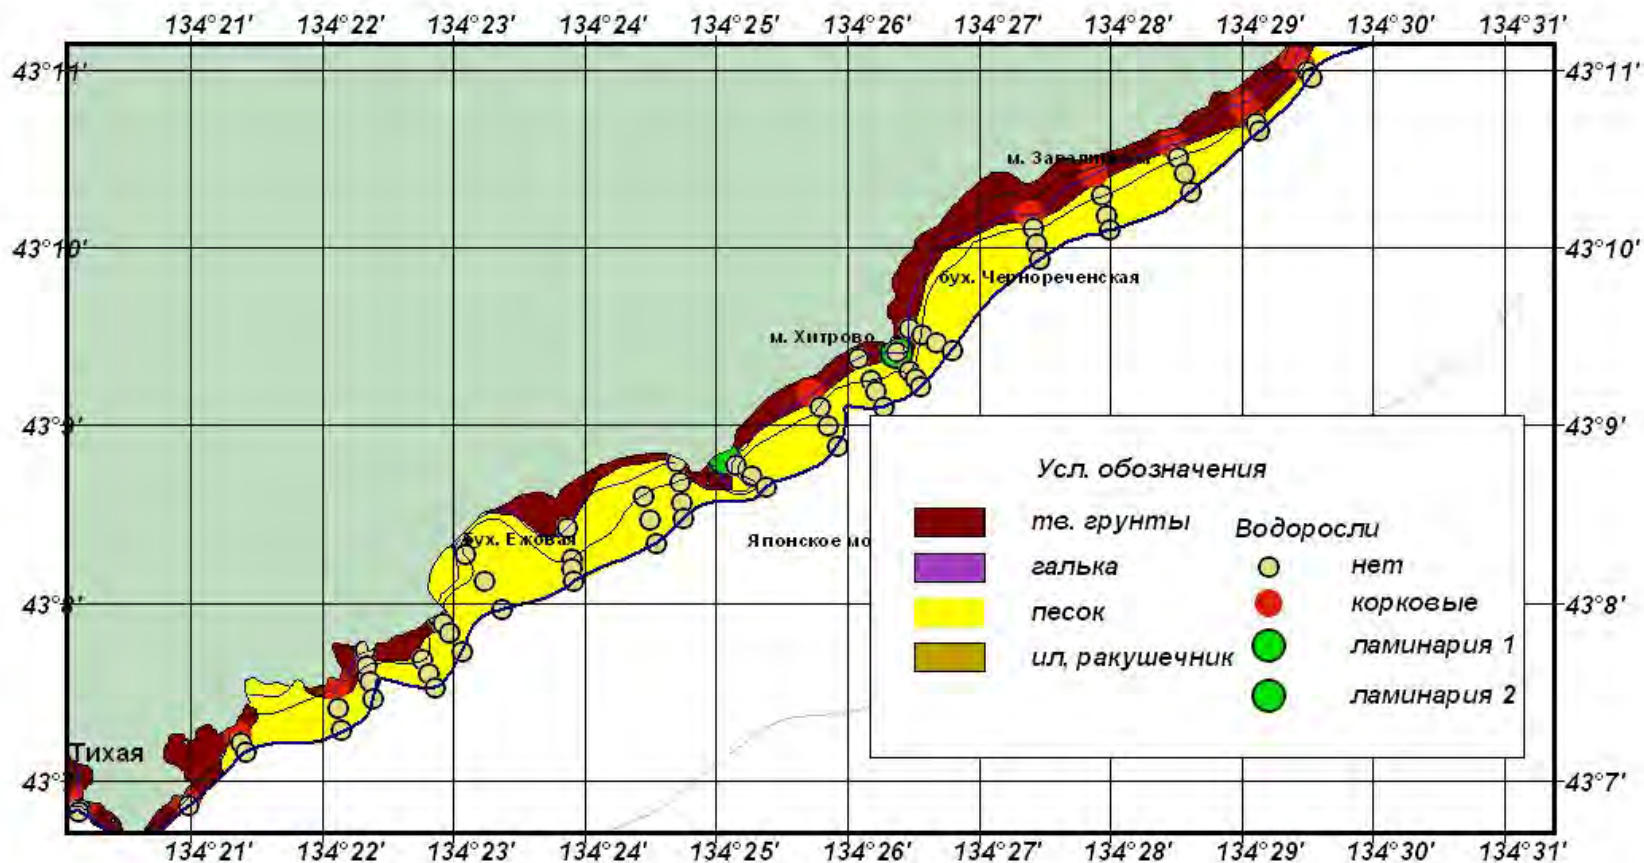 134°21' 134°22' 134°23' 134°24' 134°25' 134°26' 134°27' 134°28' 134°29' 134°30' 134°31'
43°11' 43°11'
м. Завалишина
43°10' 43°10'
бух. Чернореченская
м. Хитрово
43°9' 43°9'
Усл. обозначения
тв. грунты
Водоросли
бух. Ежовая
Японское мо
галька
нет
43°8' 43°8'
песок
корковые
ил, ракушечник
ламинария 1
ламинария 2
Тихая
43°7'
134°21' 134°22' 134°23' 134°24' 134°25' 134°26' 134°27' 134°28' 134°29' 134°30' 134°31'